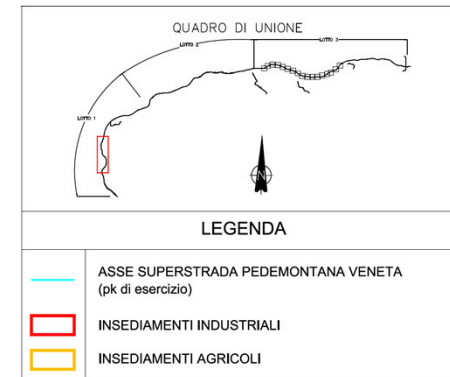 QUADRO DI UNIONE
LOTTO 2
LOTTO 3
LOTTO 1
N
LEGENDA
ASSE SUPERSTRADA PEDEMONTANA VENETA
(pk di esercizio)
INSEDIAMENTI INDUSTRIALI
INSEDIAMENTI AGRICOLI